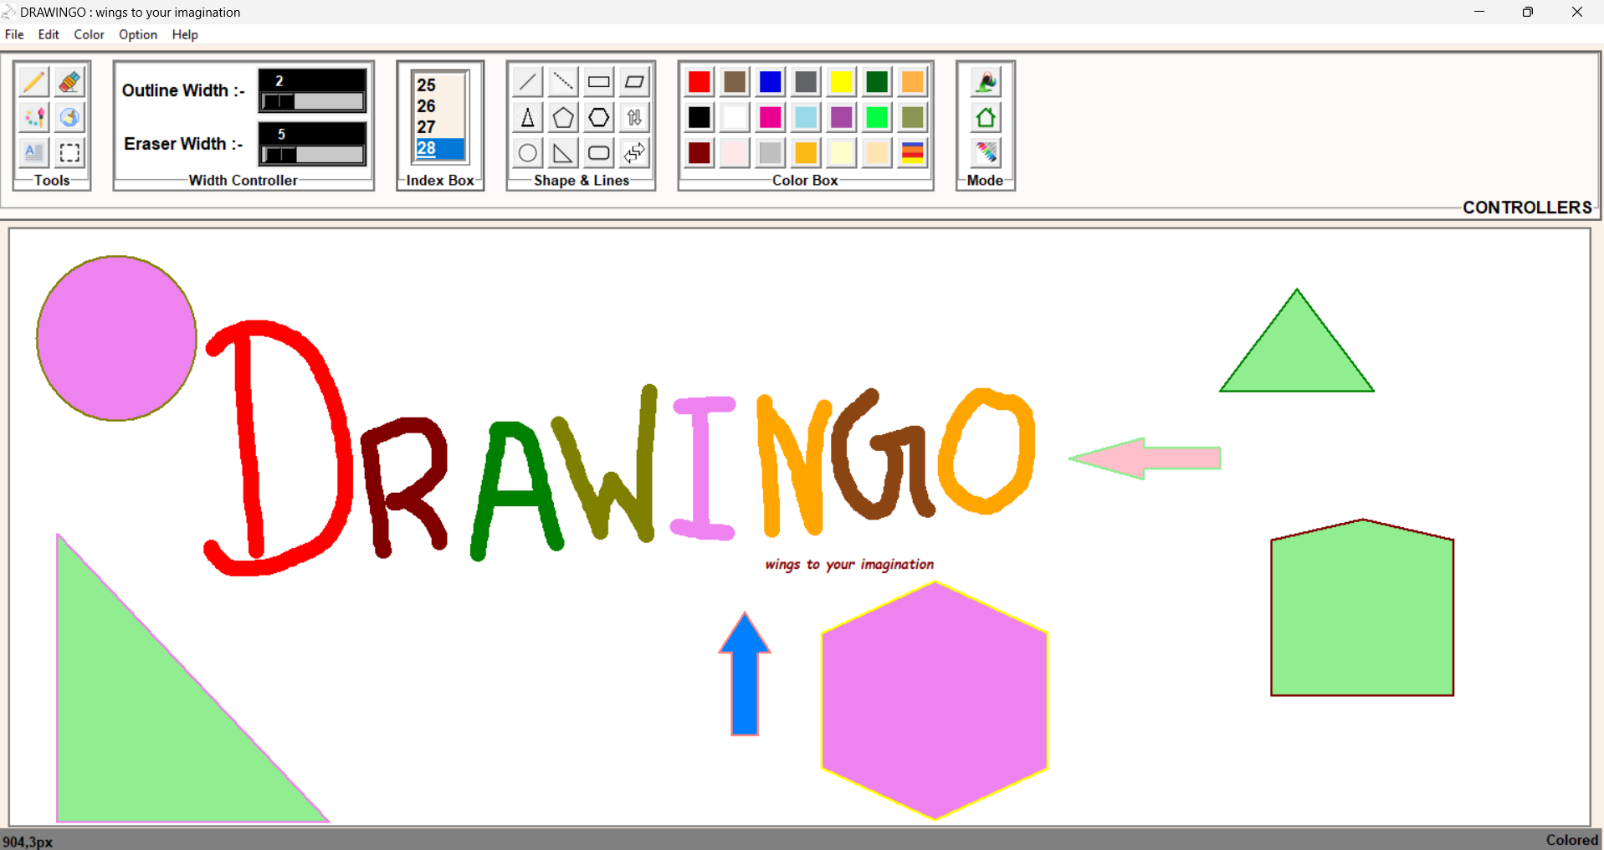 DRAWINGO : wings to your imagination
File Edit Color Option Help
Outline Width :- 2
Eraser Width :- 5
25
26
27
28
Tools Width Controller Index Box Shape & Lines Color Box Mode
CONTROLLERS
DRAWINGO
wings to your imagination
904,3px Colored